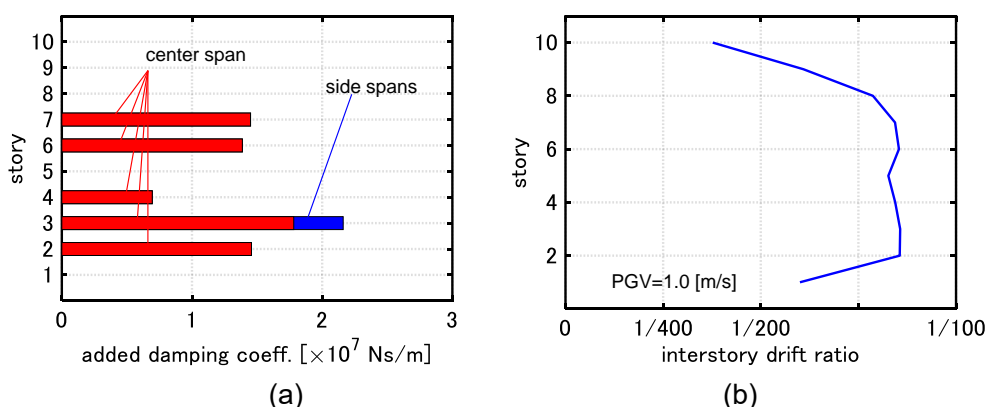 10
9
8
7
6
5
4
3
2
1
story
center span
side spans
0 1 2 3
added damping coeff. [×10⁷ Ns/m]
(a)
10
8
6
4
2
story
PGV=1.0 [m/s]
0 1/400 1/200 1/100
interstory drift ratio
(b)